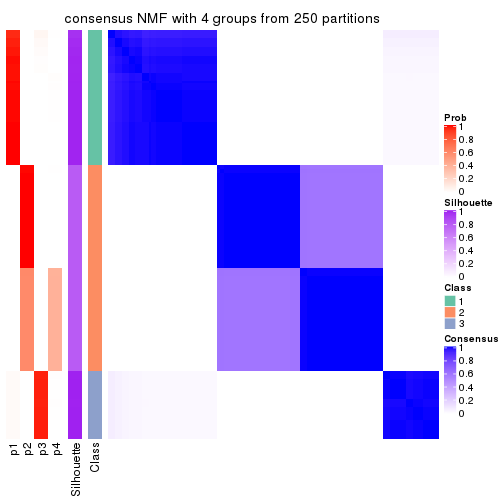 consensus NMF with 4 groups from 250 partitions
Prob
1
0.8
0.6
0.4
0.2
0
Silhouette
1
0.8
0.6
0.4
0.2
0
Class
1
2
3
Consensus
1
0.8
0.6
0.4
0.2
0
p1
p2
p3
p4
Silhouette
Class